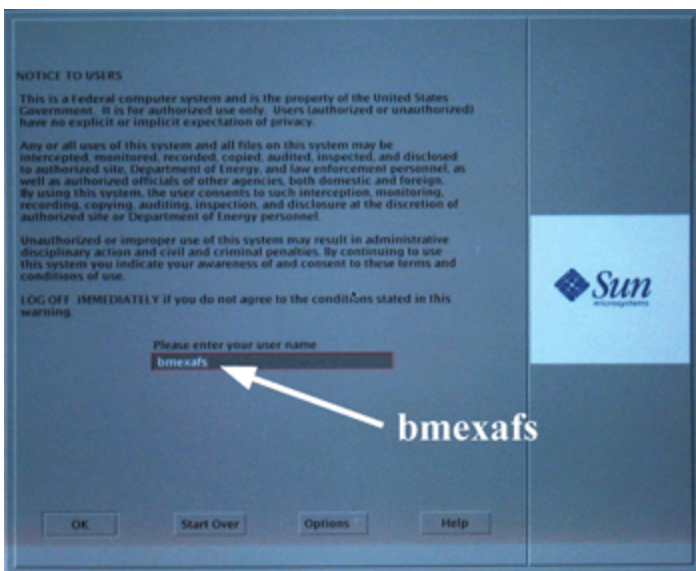 NOTICE TO USERS
This is a Federal computer system and is the property of the United States
Government. It is for authorized use only. Users (authorized or unauthorized)
have no explicit or implicit expectation of privacy.
Any or all uses of this system and all files on this system may be
intercepted, monitored, recorded, copied, audited, inspected, and disclosed
to authorized site, Department of Energy, and law enforcement personnel, as
well as authorized officials of other agencies, both domestic and foreign.
By using this system, the user consents to such interception, monitoring,
recording, copying, auditing, inspection, and disclosure at the discretion of
authorized site or Department of Energy personnel.
Unauthorized or improper use of this system may result in administrative
disciplinary action and civil and criminal penalties. By continuing to use
this system you indicate your awareness of and consent to these terms and
conditions of use.
LOG OFF IMMEDIATELY if you do not agree to the conditions stated in this
warning.
Please enter your user name
bmexafs
bmexafs
OK
Start Over
Options
Help
Sun
microsystems